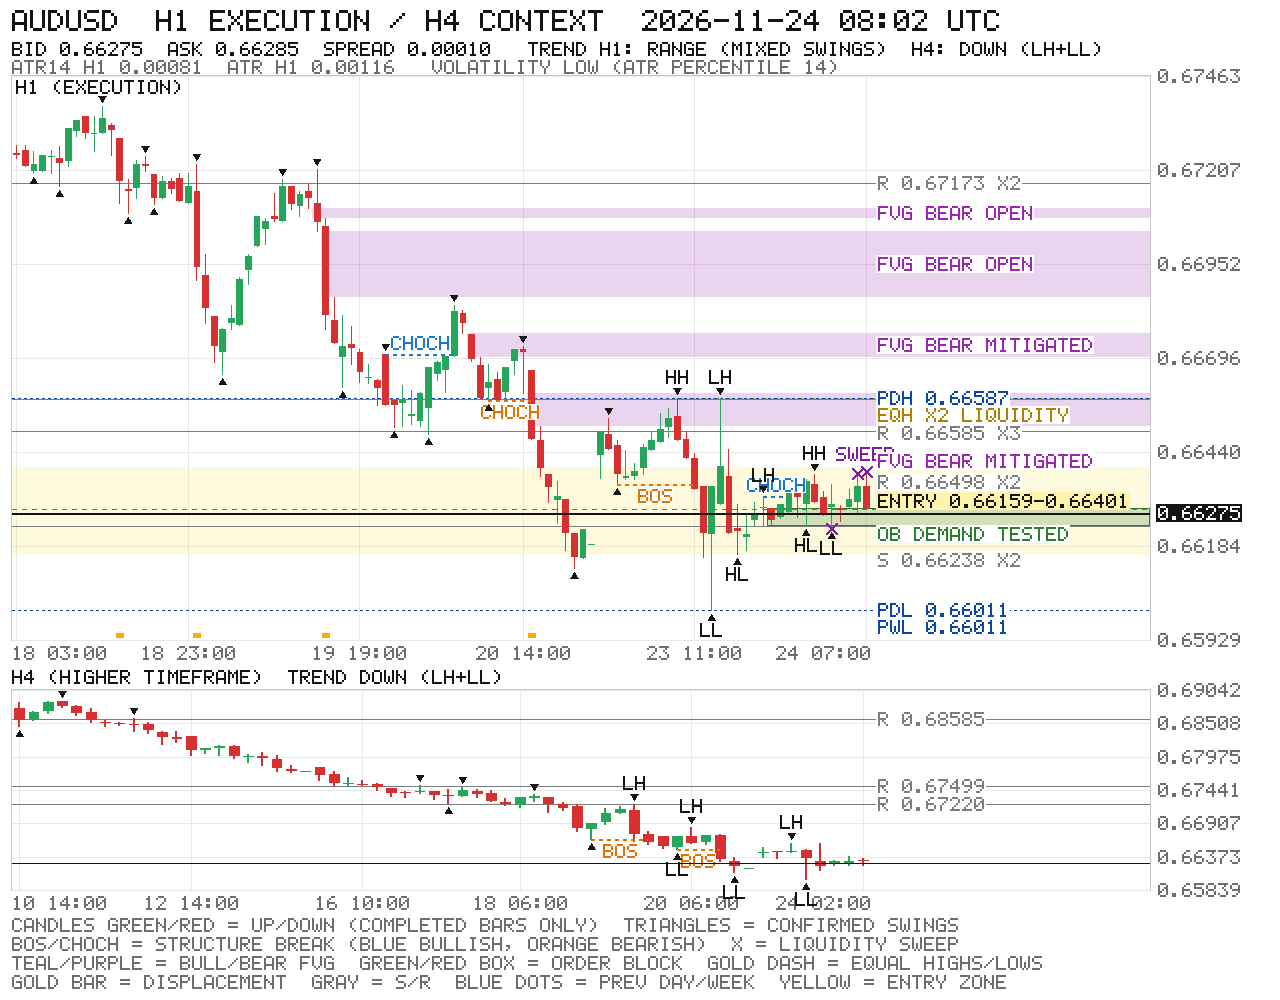 AUDUSD  H1 EXECUTION / H4 CONTEXT  2026-11-24 08:02 UTC
BID 0.66275  ASK 0.66285  SPREAD 0.00010   TREND H1: RANGE (MIXED SWINGS)  H4: DOWN (LH+LL)
ATR14 H1 0.00081  ATR H1 0.00116   VOLATILITY LOW (ATR PERCENTILE 14)
H1 (EXECUTION)
0.67463
0.67207
R 0.67173 X2
FVG BEAR OPEN
FVG BEAR OPEN
0.66952
CHOCH
FVG BEAR MITIGATED
0.66696
HH
LH
PDH 0.66587
CHOCH
EQH X2 LIQUIDITY
R 0.66585 X3
0.66440
HH
SWEEP
FVG BEAR MITIGATED
LH
CHOCH
R 0.66498 X2
BOS
ENTRY 0.66159-0.66401
0.66275
OB DEMAND TESTED
HL
LL
0.66184
S 0.66238 X2
HL
PDL 0.66011
LL
PWL 0.66011
0.65929
18 03:00
18 23:00
19 19:00
20 14:00
23 11:00
24 07:00
H4 (HIGHER TIMEFRAME)  TREND DOWN (LH+LL)
0.69042
R 0.68585
0.68508
0.67975
LH
R 0.67499
0.67441
LH
R 0.67220
LH
0.66907
BOS
BOS
0.66373
LL
LL
LL
0.65839
10 14:00
12 14:00
16 10:00
18 06:00
20 06:00
24 02:00
CANDLES GREEN/RED = UP/DOWN (COMPLETED BARS ONLY)  TRIANGLES = CONFIRMED SWINGS
BOS/CHOCH = STRUCTURE BREAK (BLUE BULLISH, ORANGE BEARISH)  X = LIQUIDITY SWEEP
TEAL/PURPLE = BULL/BEAR FVG  GREEN/RED BOX = ORDER BLOCK  GOLD DASH = EQUAL HIGHS/LOWS
GOLD BAR = DISPLACEMENT  GRAY = S/R  BLUE DOTS = PREV DAY/WEEK  YELLOW = ENTRY ZONE